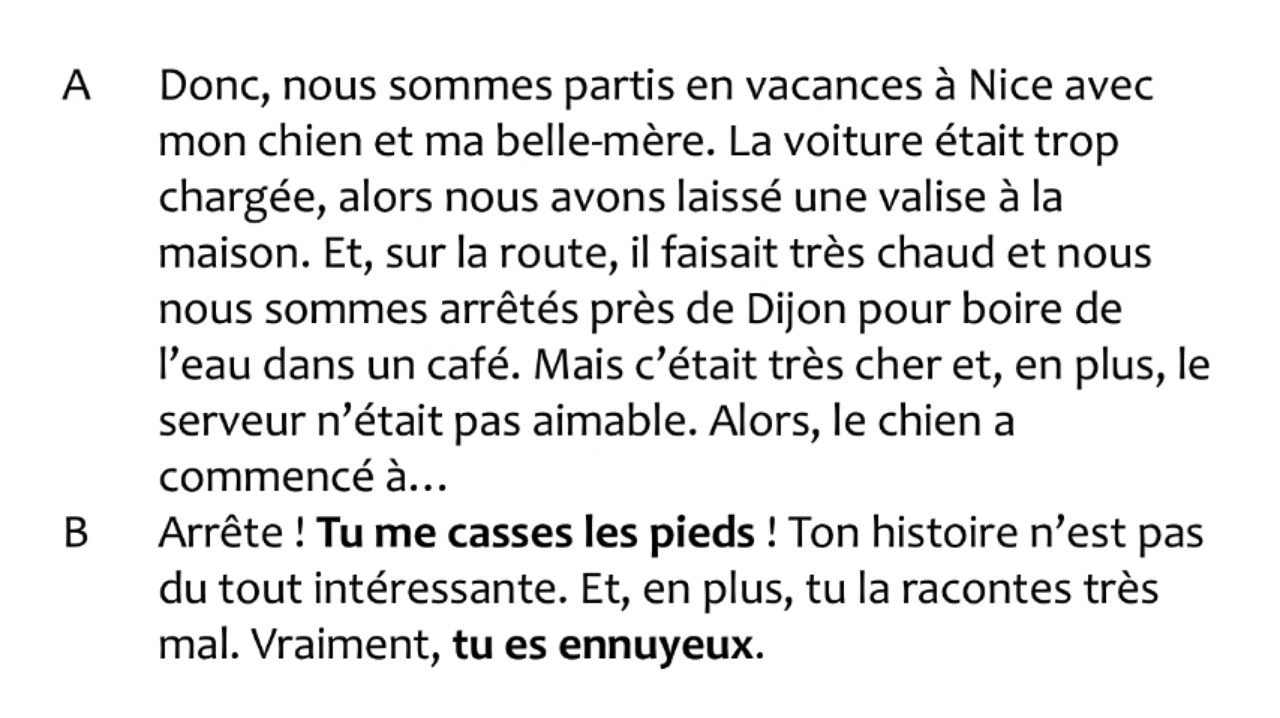 A Donc, nous sommes partis en vacances à Nice avec
mon chien et ma belle-mère. La voiture était trop
chargée, alors nous avons laissé une valise à la
maison. Et, sur la route, il faisait très chaud et nous
nous sommes arrêtés près de Dijon pour boire de
l’eau dans un café. Mais c’était très cher et, en plus, le
serveur n’était pas aimable. Alors, le chien a
commencé à…
B Arrête ! Tu me casses les pieds ! Ton histoire n’est pas
du tout intéressante. Et, en plus, tu la racontes très
mal. Vraiment, tu es ennuyeux.